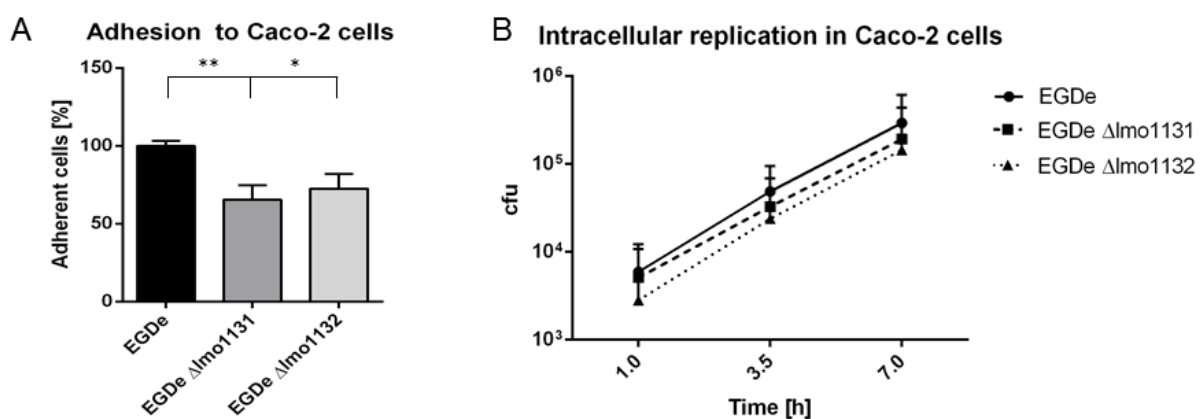 A
Adhesion to Caco-2 cells
150
100
50
0
Adherent cells [%]
**
*
EGDe
EGDe Δlmo1131
EGDe Δlmo1132
B
Intracellular replication in Caco-2 cells
10⁶
10⁵
10⁴
10³
cfu
1.0
3.5
7.0
Time [h]
EGDe
EGDe Δlmo1131
EGDe Δlmo1132